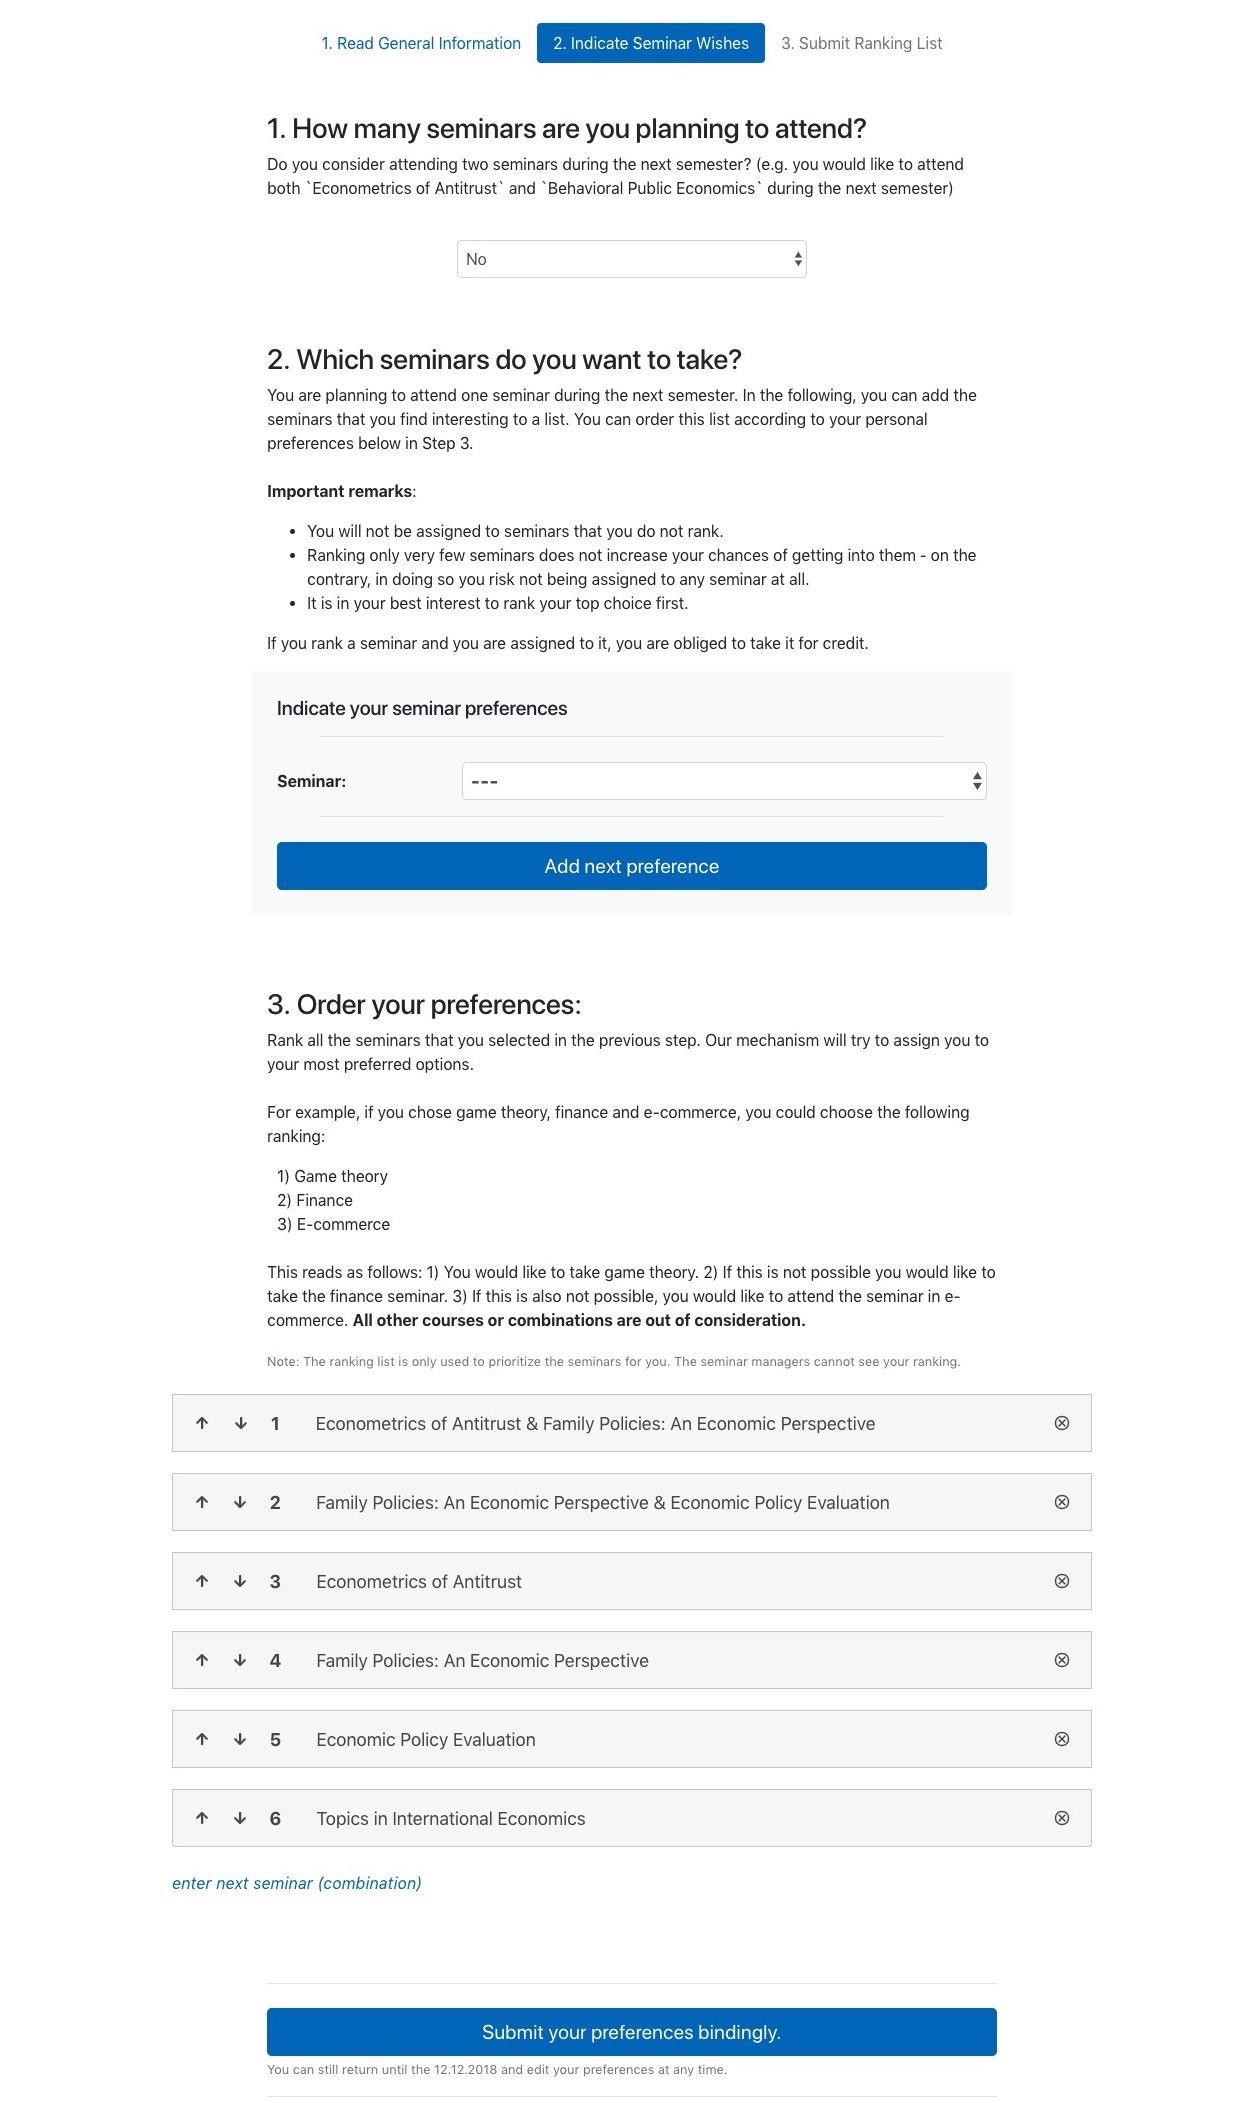 1. Read General Information 2. Indicate Seminar Wishes 3. Submit Ranking List
1. How many seminars are you planning to attend?
Do you consider attending two seminars during the next semester? (e.g. you would like to attend
both `Econometrics of Antitrust` and `Behavioral Public Economics` during the next semester)
No
2. Which seminars do you want to take?
You are planning to attend one seminar during the next semester. In the following, you can add the
seminars that you find interesting to a list. You can order this list according to your personal
preferences below in Step 3.
Important remarks:
• You will not be assigned to seminars that you do not rank.
• Ranking only very few seminars does not increase your chances of getting into them - on the
contrary, in doing so you risk not being assigned to any seminar at all.
• It is in your best interest to rank your top choice first.
If you rank a seminar and you are assigned to it, you are obliged to take it for credit.
Indicate your seminar preferences
Seminar: ---
Add next preference
3. Order your preferences:
Rank all the seminars that you selected in the previous step. Our mechanism will try to assign you to
your most preferred options.
For example, if you chose game theory, finance and e-commerce, you could choose the following
ranking:
1) Game theory
2) Finance
3) E-commerce
This reads as follows: 1) You would like to take game theory. 2) If this is not possible you would like to
take the finance seminar. 3) If this is also not possible, you would like to attend the seminar in e-
commerce. All other courses or combinations are out of consideration.
Note: The ranking list is only used to prioritize the seminars for you. The seminar managers cannot see your ranking.
1 Econometrics of Antitrust & Family Policies: An Economic Perspective
2 Family Policies: An Economic Perspective & Economic Policy Evaluation
3 Econometrics of Antitrust
4 Family Policies: An Economic Perspective
5 Economic Policy Evaluation
6 Topics in International Economics
enter next seminar (combination)
Submit your preferences bindingly.
You can still return until the 12.12.2018 and edit your preferences at any time.